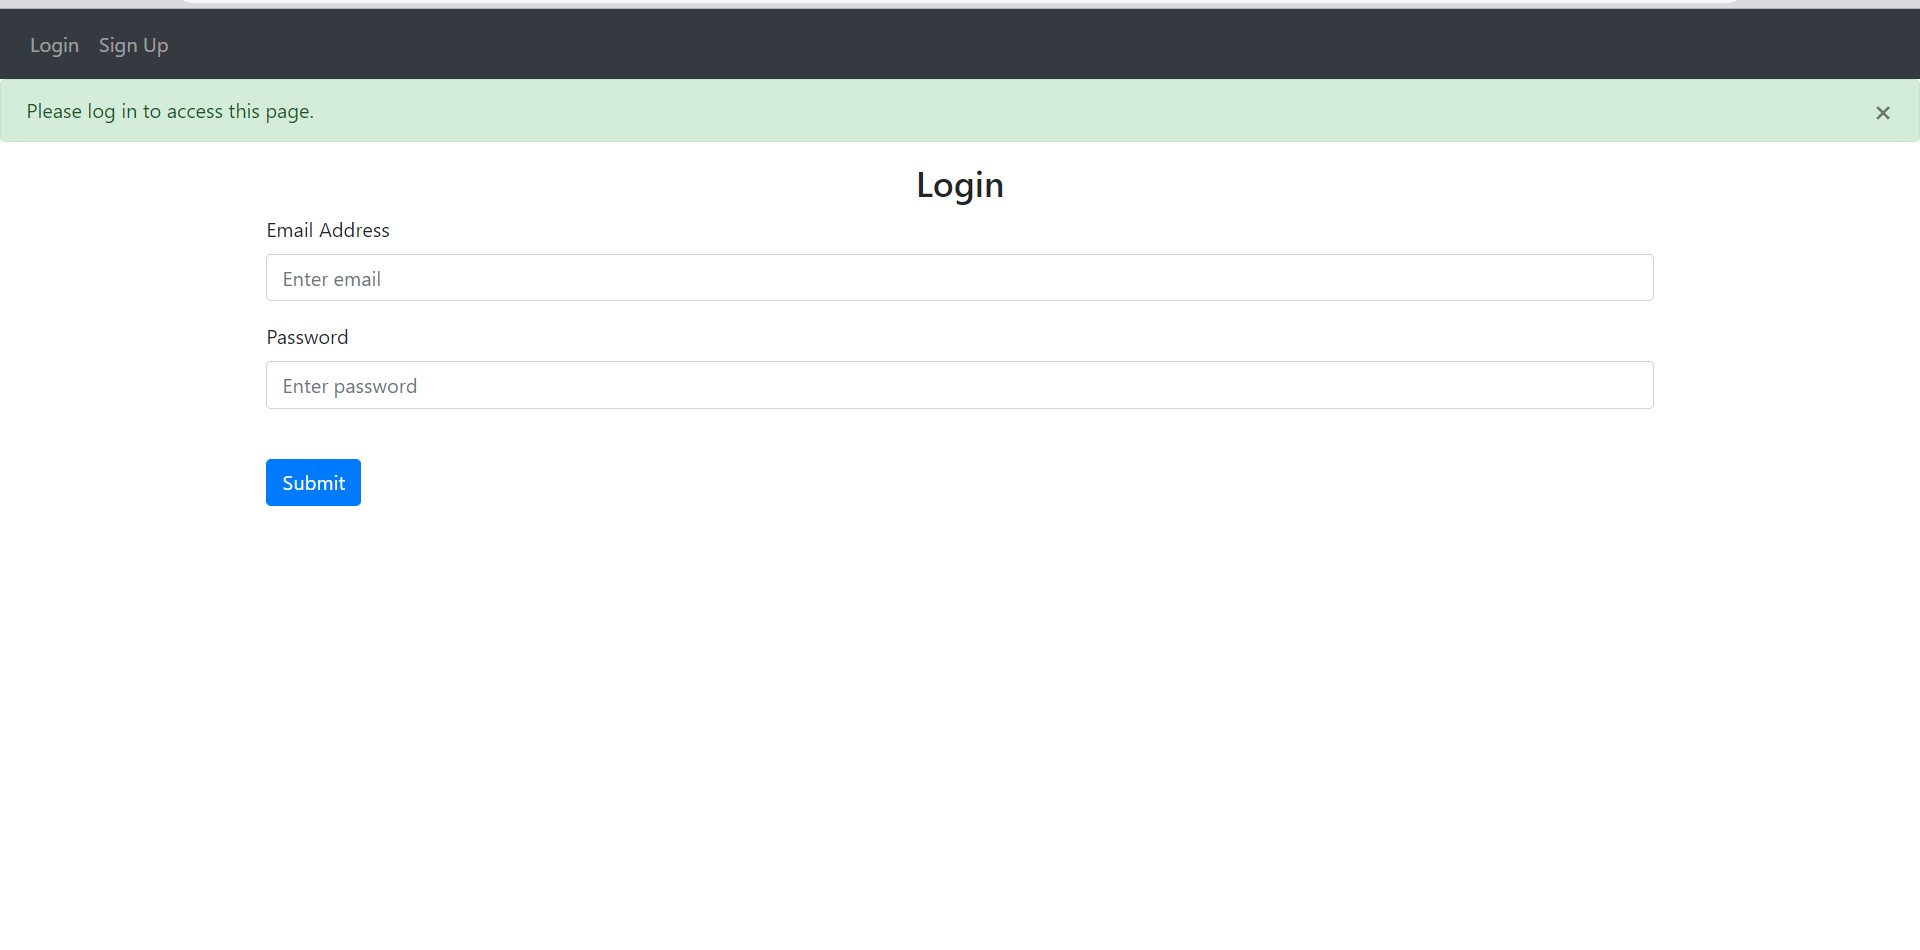 Login Sign Up
Please log in to access this page. ×
Login
Email Address
Enter email
Password
Enter password
Submit